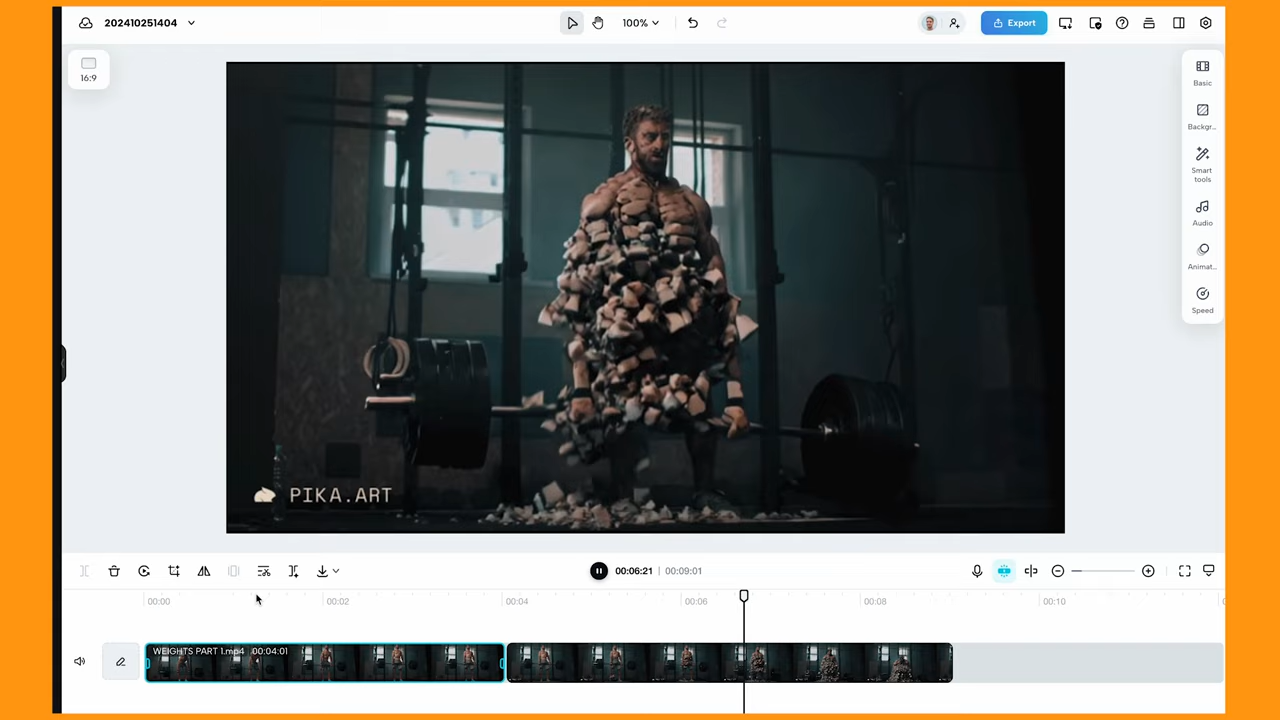 202410251404
100%
Export
16:9
Basic
Backgr...
Smart
tools
Audio
Animat...
Speed
PIKA.ART
00:06:21 | 00:09:01
00:00
00:02
00:04
00:06
00:08
00:10
WEIGHTS PART 1.mp4 00:04:01